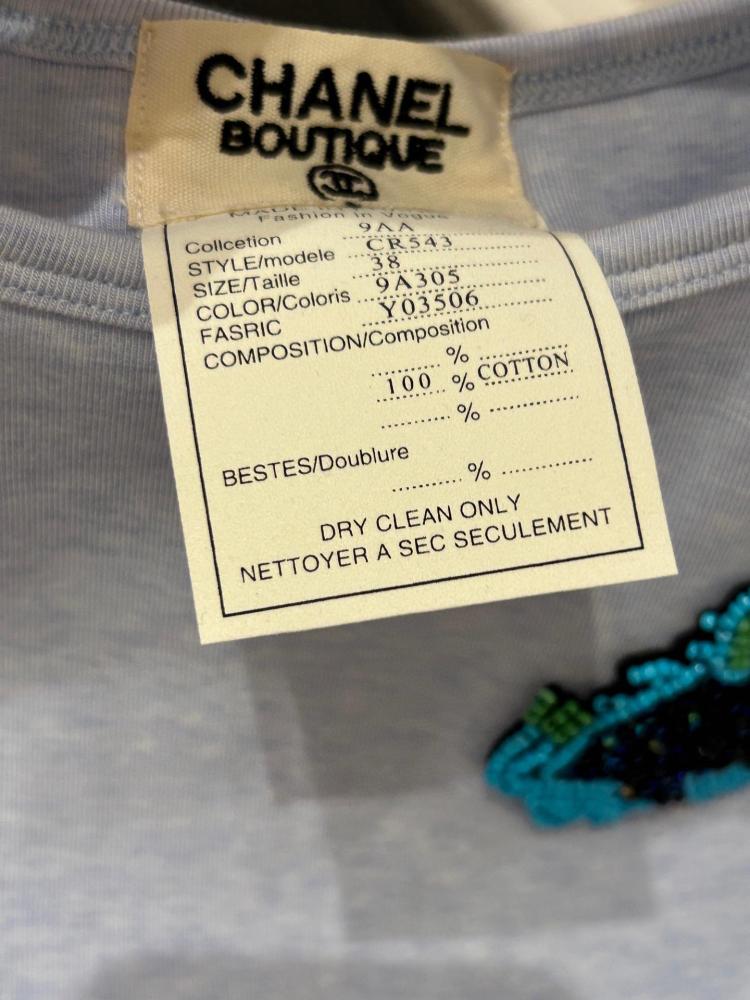 CHANEL
BOUTIQUE
Fashion in Vogue
Collcetion 9AA
STYLE/modele CR543
SIZE/Taille 38
COLOR/Coloris 9A305
FASRIC Y03506
COMPOSITION/Composition
%
100 % COTTON
%
BESTES/Doublure
%
DRY CLEAN ONLY
NETTOYER A SEC SECULEMENT